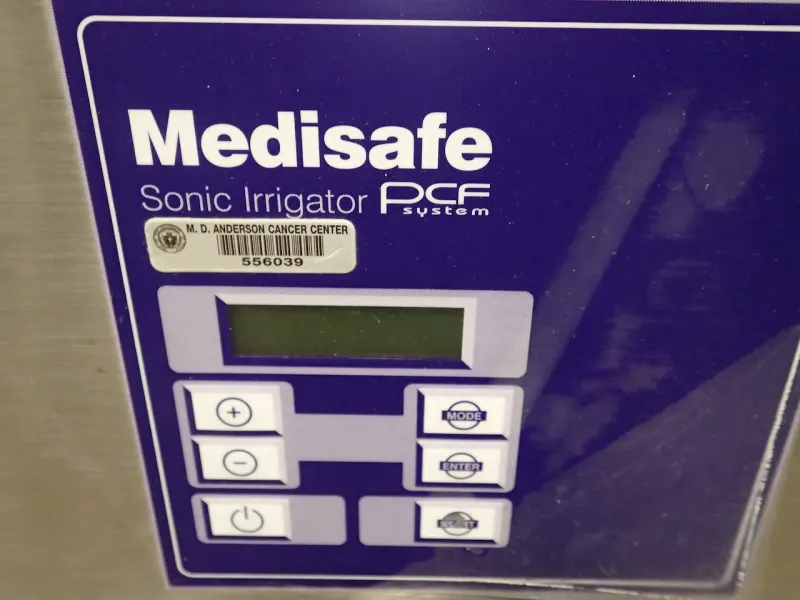 Medisafe
Sonic Irrigator PCF
system
M. D. ANDERSON CANCER CENTER
556039
+
MODE
−
ENTER
START